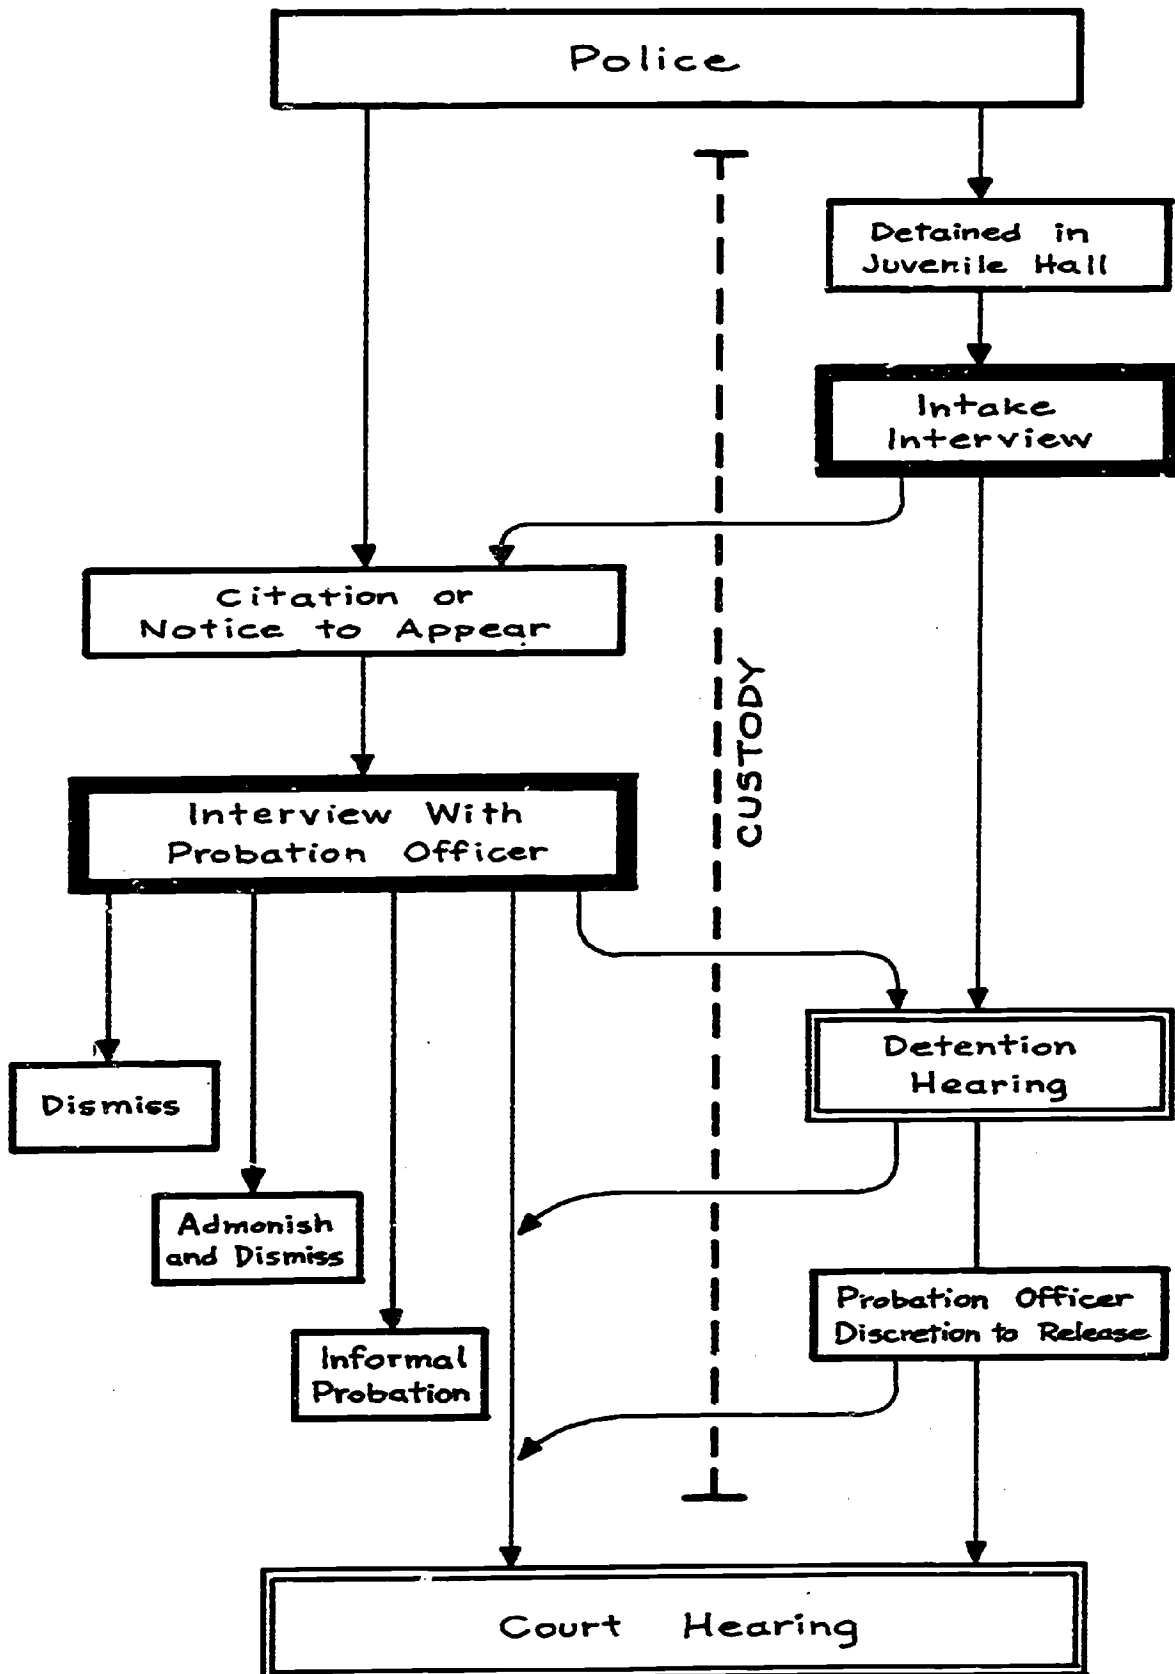 Police
Detained in
Juvenile Hall
Intake
Interview
Citation or
Notice to Appear
CUSTODY
Interview With
Probation Officer
Detention
Hearing
Dismiss
Admonish
and Dismiss
Probation Officer
Discretion to Release
Informal
Probation
Court Hearing